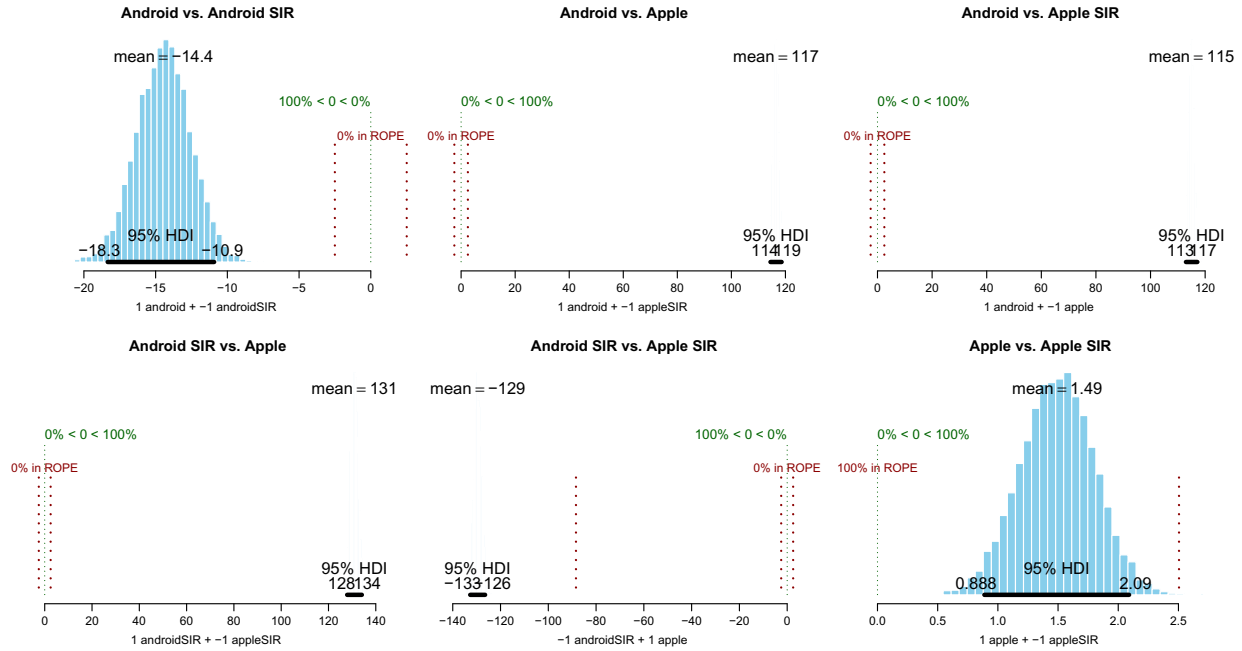 Android vs. Android SIR
mean = −14.4
100% < 0 < 0%
0% in ROPE
95% HDI
−18.3 −10.9
−20 −15 −10 −5 0
1 android + −1 androidSIR
Android vs. Apple
mean = 117
0% < 0 < 100%
0% in ROPE
95% HDI
114 119
0 20 40 60 80 100 120
1 android + −1 appleSIR
Android vs. Apple SIR
mean = 115
0% < 0 < 100%
0% in ROPE
95% HDI
113 117
0 20 40 60 80 100 120
1 android + −1 apple
Android SIR vs. Apple
mean = 131
0% < 0 < 100%
0% in ROPE
95% HDI
128 134
0 20 40 60 80 100 120 140
1 androidSIR + −1 appleSIR
Android SIR vs. Apple SIR
mean = −129
100% < 0 < 0%
0% in ROPE
95% HDI
−133 −126
−140 −120 −100 −80 −60 −40 −20 0
−1 androidSIR + 1 apple
Apple vs. Apple SIR
mean = 1.49
0% < 0 < 100%
100% in ROPE
95% HDI
0.888 2.09
0.0 0.5 1.0 1.5 2.0 2.5
1 apple + −1 appleSIR